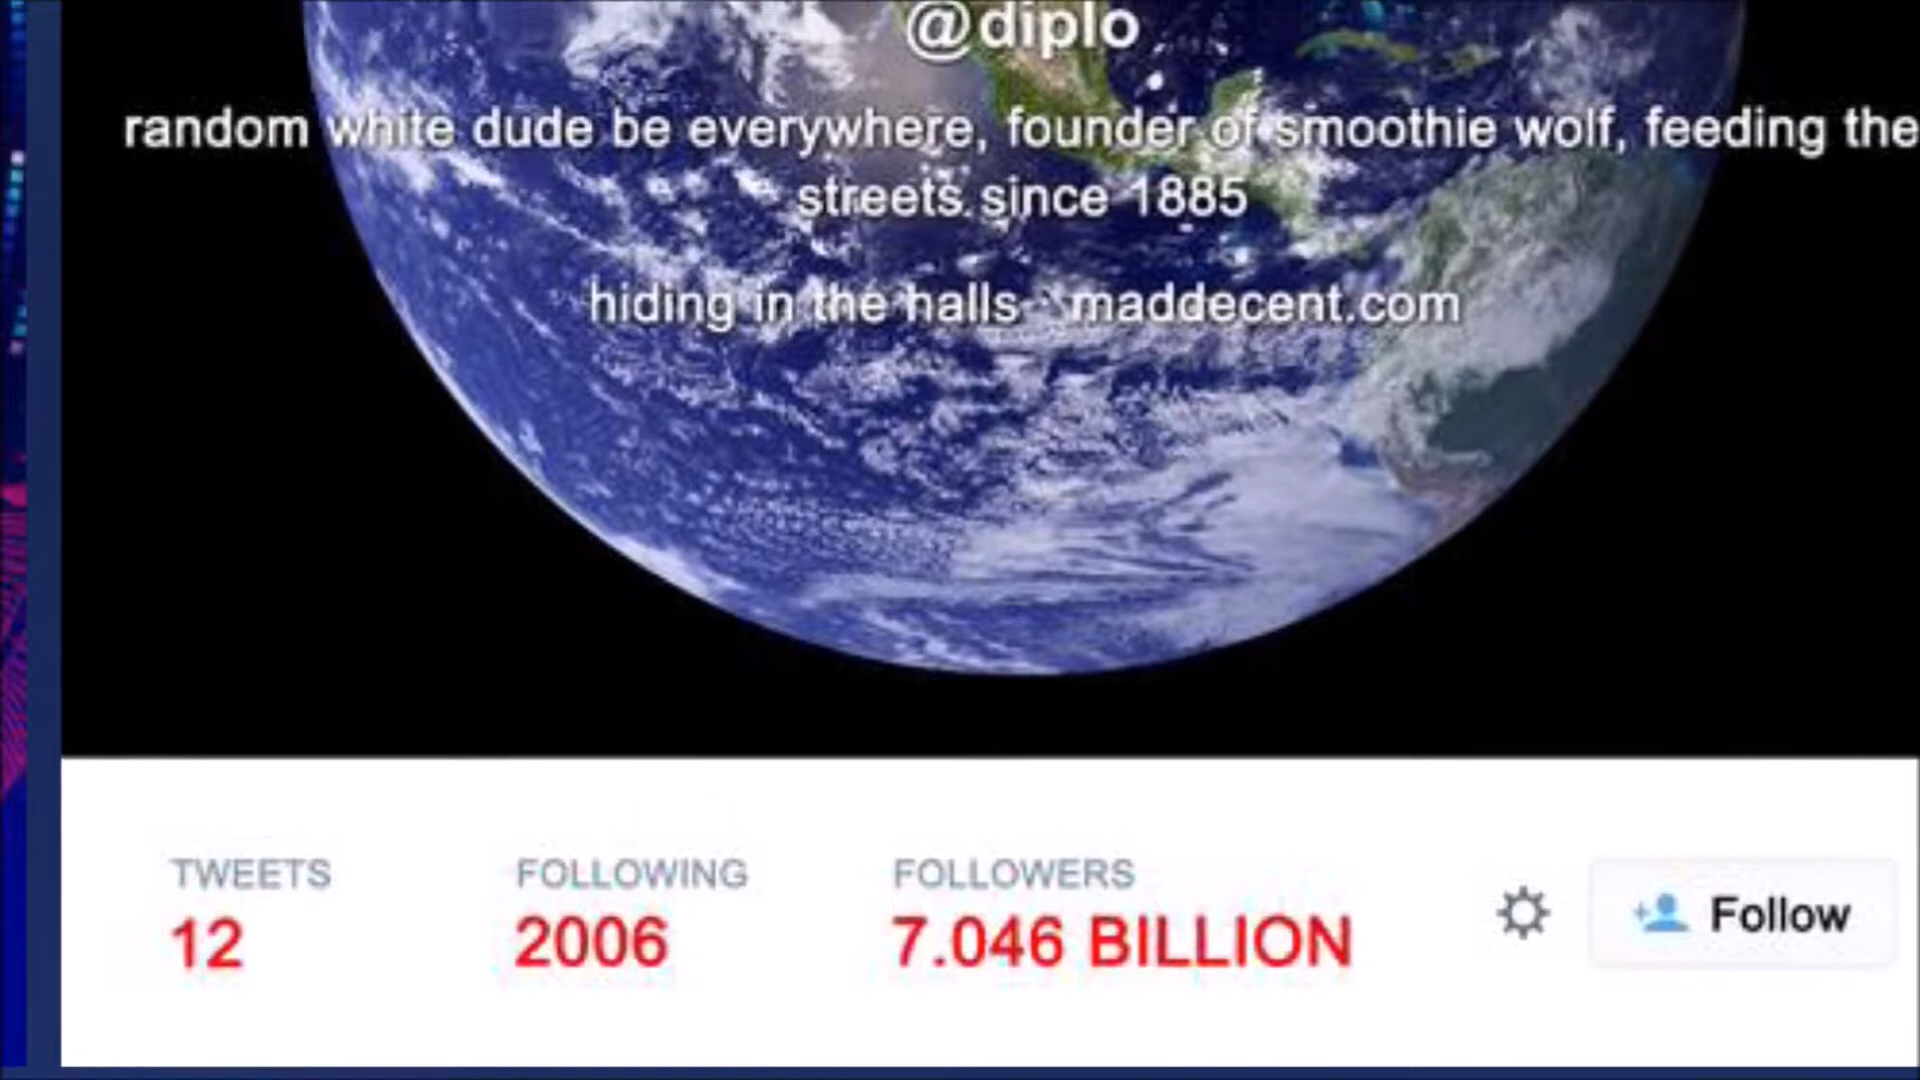 @diplo
random white dude be everywhere, founder of smoothie wolf, feeding the
streets since 1885
hiding in the halls · maddecent.com
TWEETS FOLLOWING FOLLOWERS
12 2006 7.046 BILLION
Follow